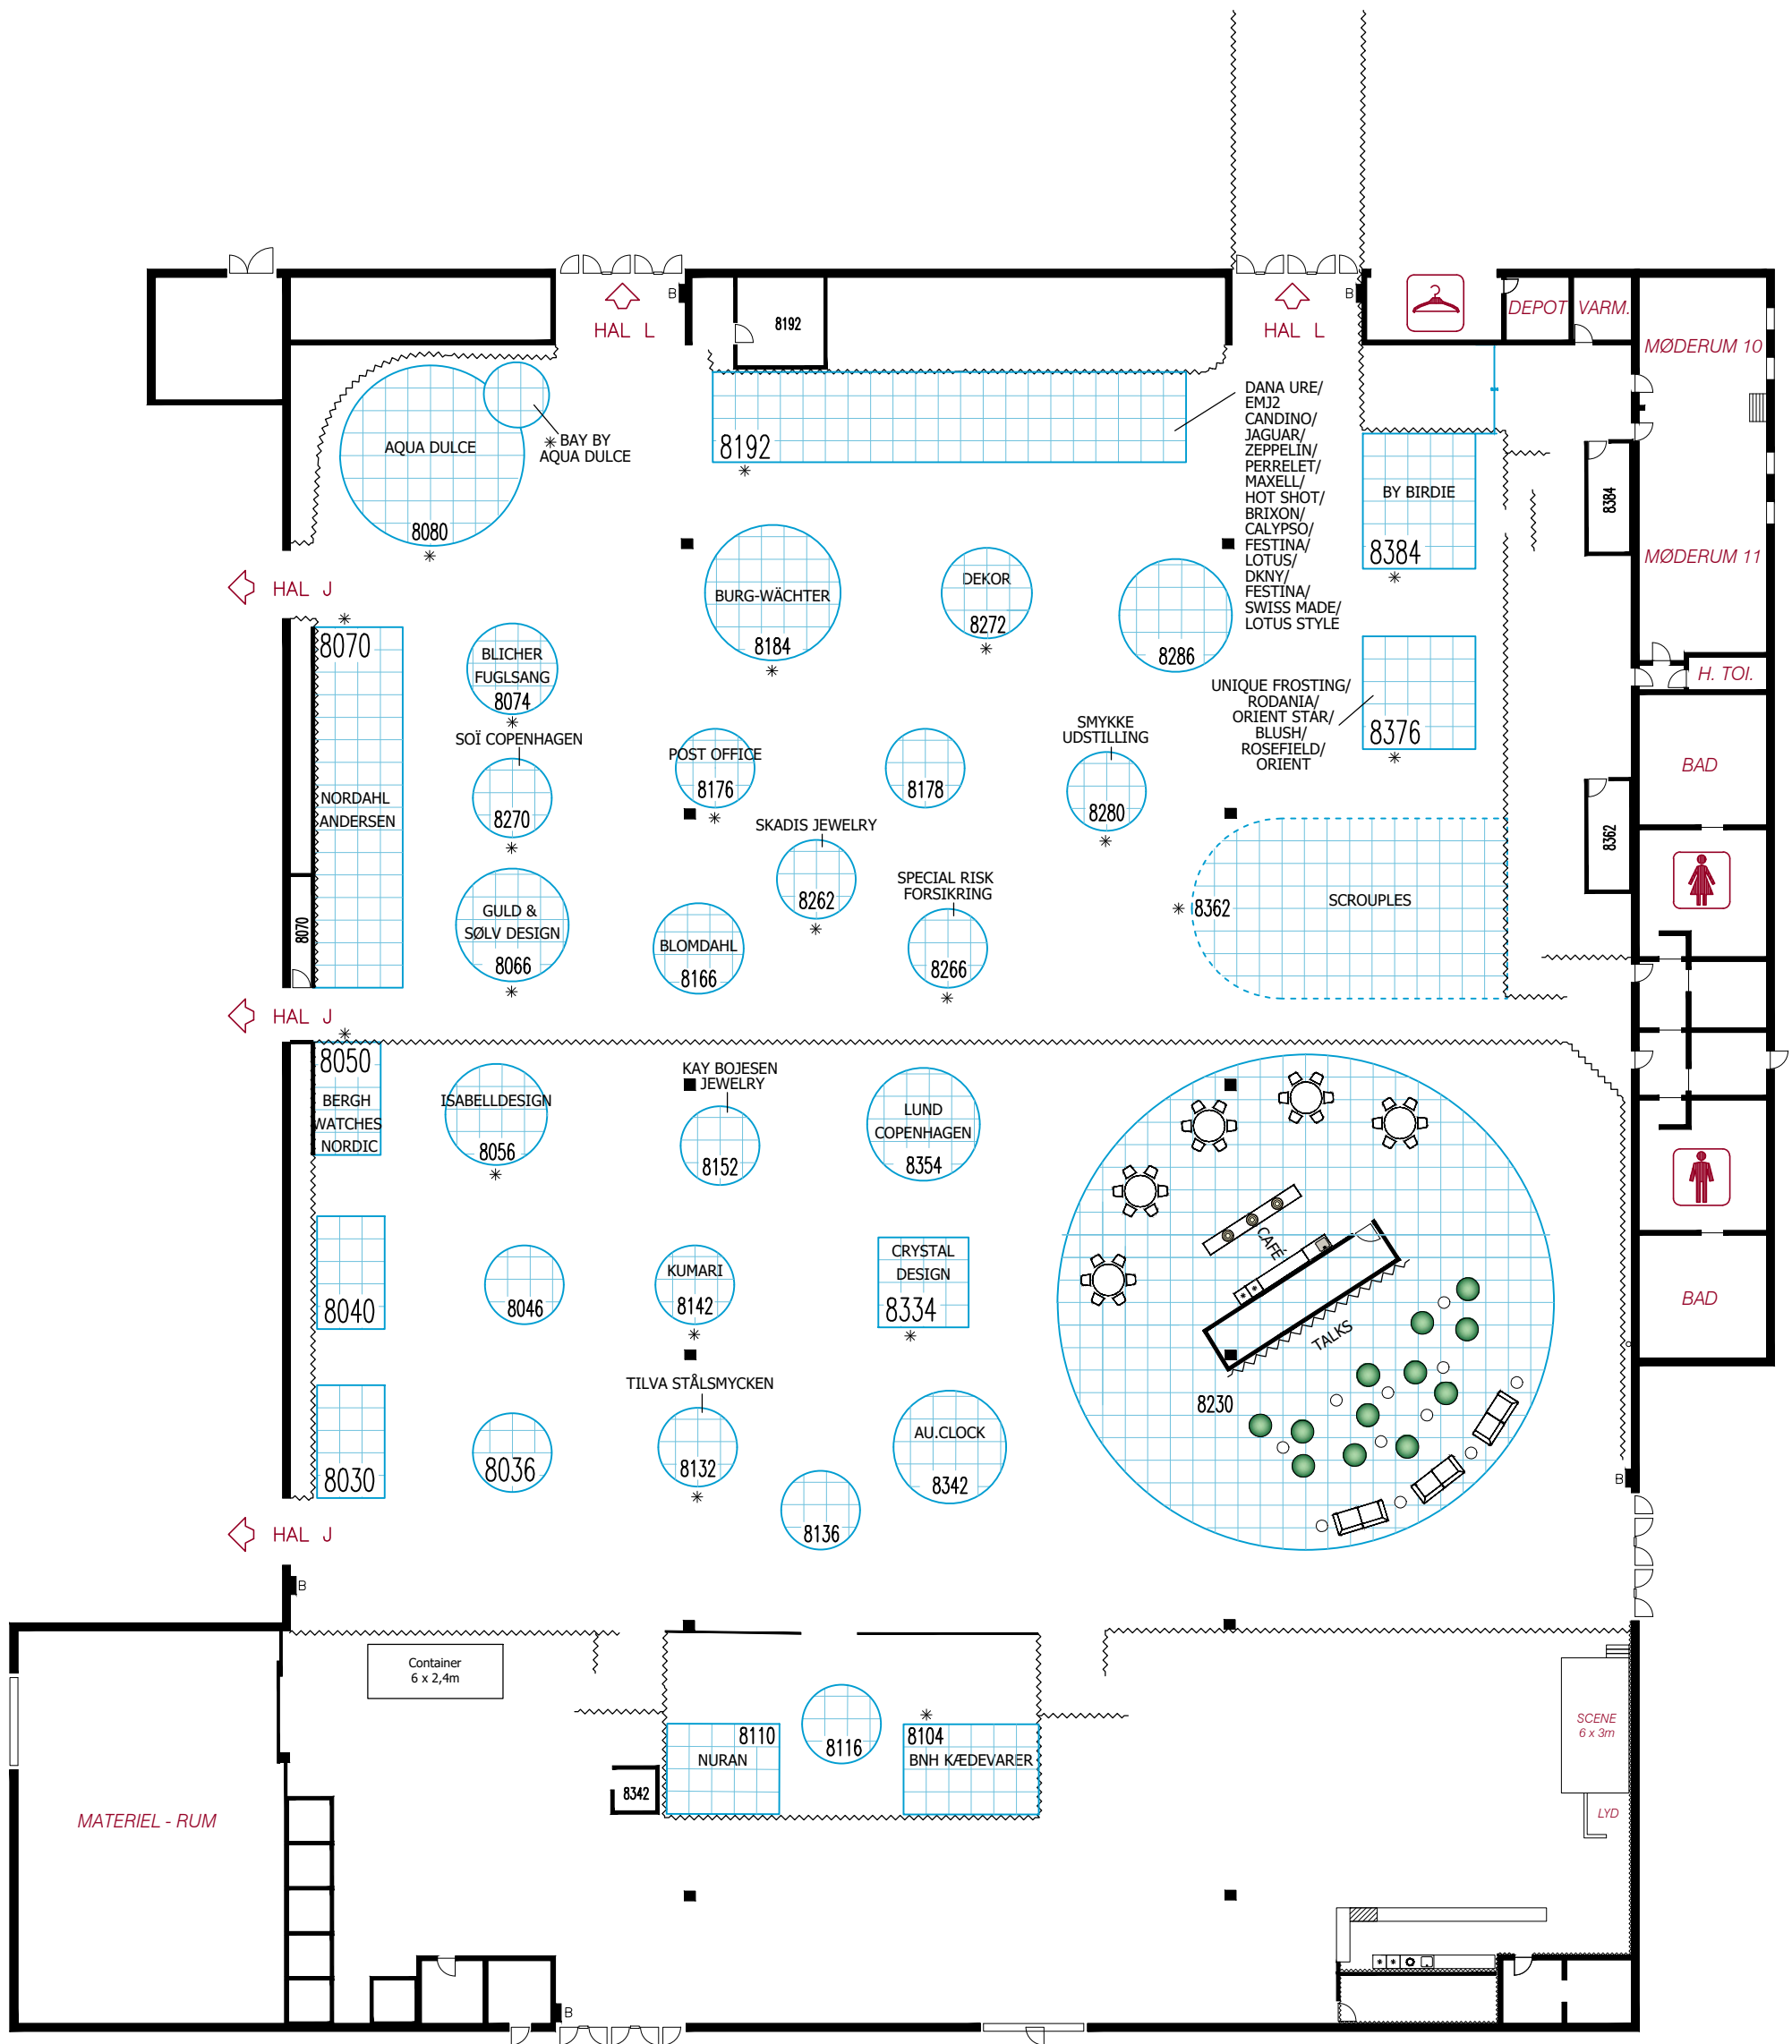 B
HAL L
8192
B
HAL L
DEPOT
VARM.
MØDERUM 10
AQUA DULCE
8080
*
* BAY BY
AQUA DULCE
8192
*
DANA URE/
EMJ2
CANDINO/
JAGUAR/
ZEPPELIN/
PERRELET/
MAXELL/
HOT SHOT/
BRIXON/
CALYPSO/
FESTINA/
LOTUS/
DKNY/
FESTINA/
SWISS MADE/
LOTUS STYLE
BY BIRDIE
8384
*
8384
MØDERUM 11
HAL J
BURG-WÄCHTER
8184
*
DEKOR
8272
*
8286
*
8070
NORDAHL
ANDERSEN
8070
BLICHER
FUGLSANG
8074
*
SOÏ COPENHAGEN
8270
*
POST OFFICE
8176
*
8178
SMYKKE
UDSTILLING
8280
*
UNIQUE FROSTING/
RODANIA/
ORIENT STAR/
BLUSH/
ROSEFIELD/
ORIENT
8376
*
H. TOI.
BAD
8362
GULD &
SØLV DESIGN
8066
*
BLOMDAHL
8166
SKADIS JEWELRY
8262
*
SPECIAL RISK
FORSIKRING
8266
*
* 8362
SCROUPLES
HAL J
*
8050
BERGH
WATCHES
NORDIC
ISABELLDESIGN
8056
*
KAY BOJESEN
JEWELRY
8152
LUND
COPENHAGEN
8354
8040
8046
KUMARI
8142
*
CRYSTAL
DESIGN
8334
*
CAFÉ
TALKS
8230
BAD
8030
8036
TILVA STÅLSMYCKEN
8132
*
8136
AU.CLOCK
8342
B
HAL J
B
Container
6 x 2,4m
8110
NURAN
8116
*
8104
BNH KÆDEVARER
8342
SCENE
6 x 3m
LYD
MATERIEL - RUM
B